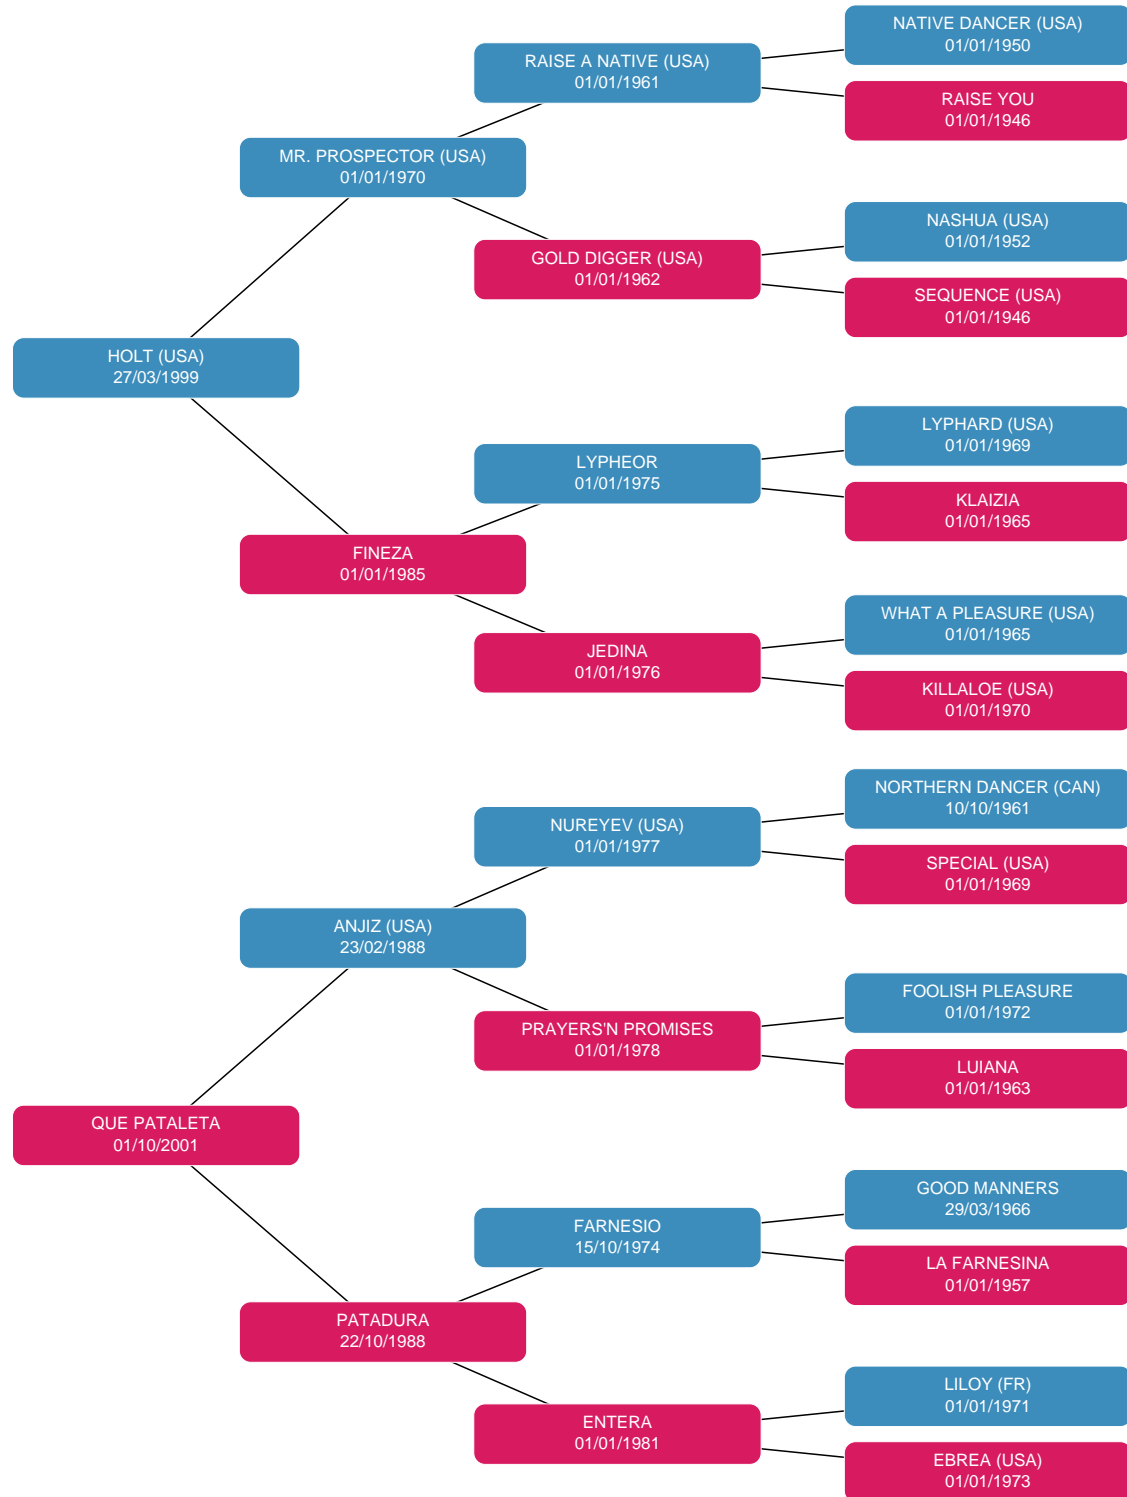 NATIVE DANCER (USA)
01/01/1950
RAISE A NATIVE (USA)
01/01/1961
RAISE YOU
01/01/1946
MR. PROSPECTOR (USA)
01/01/1970
NASHUA (USA)
01/01/1952
GOLD DIGGER (USA)
01/01/1962
SEQUENCE (USA)
01/01/1946
HOLT (USA)
27/03/1999
LYPHARD (USA)
01/01/1969
LYPHEOR
01/01/1975
KLAIZIA
01/01/1965
FINEZA
01/01/1985
WHAT A PLEASURE (USA)
01/01/1965
JEDINA
01/01/1976
KILLALOE (USA)
01/01/1970
NORTHERN DANCER (CAN)
10/10/1961
NUREYEV (USA)
01/01/1977
SPECIAL (USA)
01/01/1969
ANJIZ (USA)
23/02/1988
FOOLISH PLEASURE
01/01/1972
PRAYERS'N PROMISES
01/01/1978
LUIANA
01/01/1963
QUE PATALETA
01/10/2001
GOOD MANNERS
29/03/1966
FARNESIO
15/10/1974
LA FARNESINA
01/01/1957
PATADURA
22/10/1988
LILOY (FR)
01/01/1971
ENTERA
01/01/1981
EBREA (USA)
01/01/1973